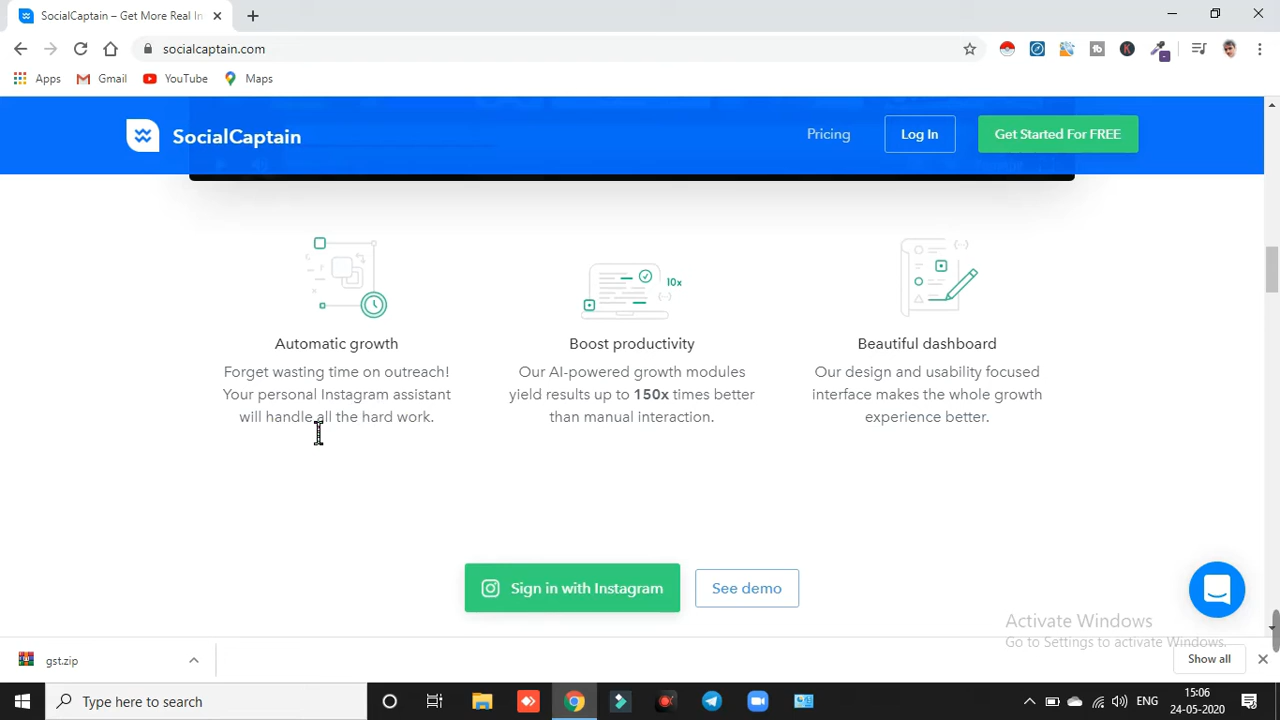 SocialCaptain – Get More Real In
socialcaptain.com
Apps Gmail YouTube Maps
SocialCaptain Pricing Log In Get Started For FREE
10x
Automatic growth
Forget wasting time on outreach!
Your personal Instagram assistant
will handle all the hard work.
Boost productivity
Our AI-powered growth modules
yield results up to 150x times better
than manual interaction.
Beautiful dashboard
Our design and usability focused
interface makes the whole growth
experience better.
Sign in with Instagram See demo
Activate Windows
Go to Settings to activate Windows.
gst.zip Show all
Type here to search
ENG
15:06
24-05-2020